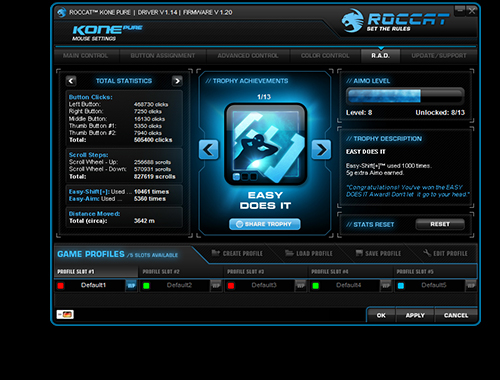 ROCCAT™ KONE PURE | DRIVER V1.14 | FIRMWARE V 1.20
KONE PURE
MOUSE SETTINGS
ROCCAT
SET THE RULES
MAIN CONTROL
BUTTON ASSIGNMENT
ADVANCED CONTROL
COLOR CONTROL
R.A.D.
UPDATE/SUPPORT
TOTAL STATISTICS
Button Clicks:
Left Button: 468730 clicks
Right Button: 7250 clicks
Middle Button: 16130 clicks
Thumb Button #1: 5350 clicks
Thumb Button #2: 7940 clicks
Total: 505400 clicks
Scroll Steps:
Scroll Wheel - Up: 256688 scrolls
Scroll Wheel - Down: 570931 scrolls
Total: 827619 scrolls
Easy-Shift[+]: Used ... 10461 times
Easy-Aim: Used ... 5360 times
Distance Moved:
Total (circa): 3642 m
// TROPHY ACHIEVEMENTS
1/13
EASY
DOES IT
SHARE TROPHY
// AIMO LEVEL
Level: 8
Unlocked: 8/13
// TROPHY DESCRIPTION
EASY DOES IT
Easy-Shift[+]™ used 1000 times.
5g extra Aimo earned.
"Congratulations! You've won the EASY
DOES IT Award! Don't let it go to your head."
// STATS RESET
RESET
GAME PROFILES /5 SLOTS AVAILABLE
CREATE PROFILE
LOAD PROFILE
SAVE PROFILE
EDIT PROFILE
PROFILE SLOT #1
PROFILE SLOT #2
PROFILE SLOT #3
PROFILE SLOT #4
PROFILE SLOT #5
Default1
Default2
Default3
Default4
Default5
OK
APPLY
CANCEL